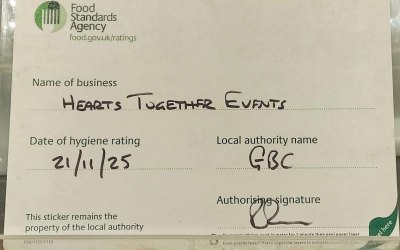 Food
Standards
Agency
food.gov.uk/ratings
Name of business
HEARTS TOGETHER EVENTS
Date of hygiene rating
Local authority name
21/11/25
GBC
Authorising signature
This sticker remains the
property of the local authority